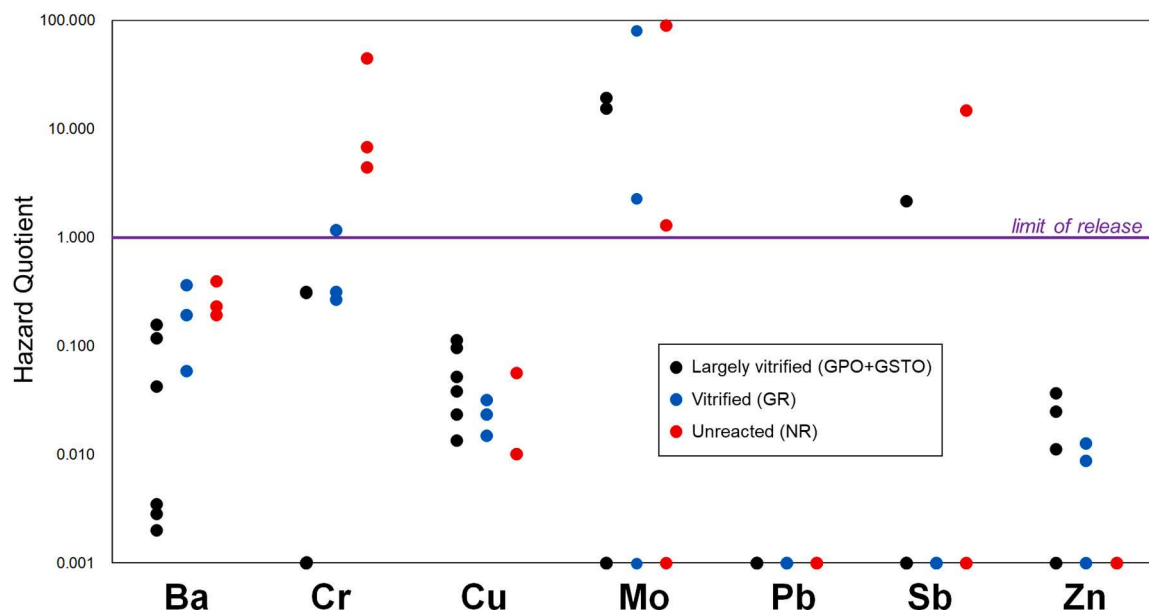 100.000
10.000
1.000
0.100
0.010
0.001
Hazard Quotient
limit of release
Largely vitrified (GPO+GSTO)
Vitrified (GR)
Unreacted (NR)
Ba Cr Cu Mo Pb Sb Zn